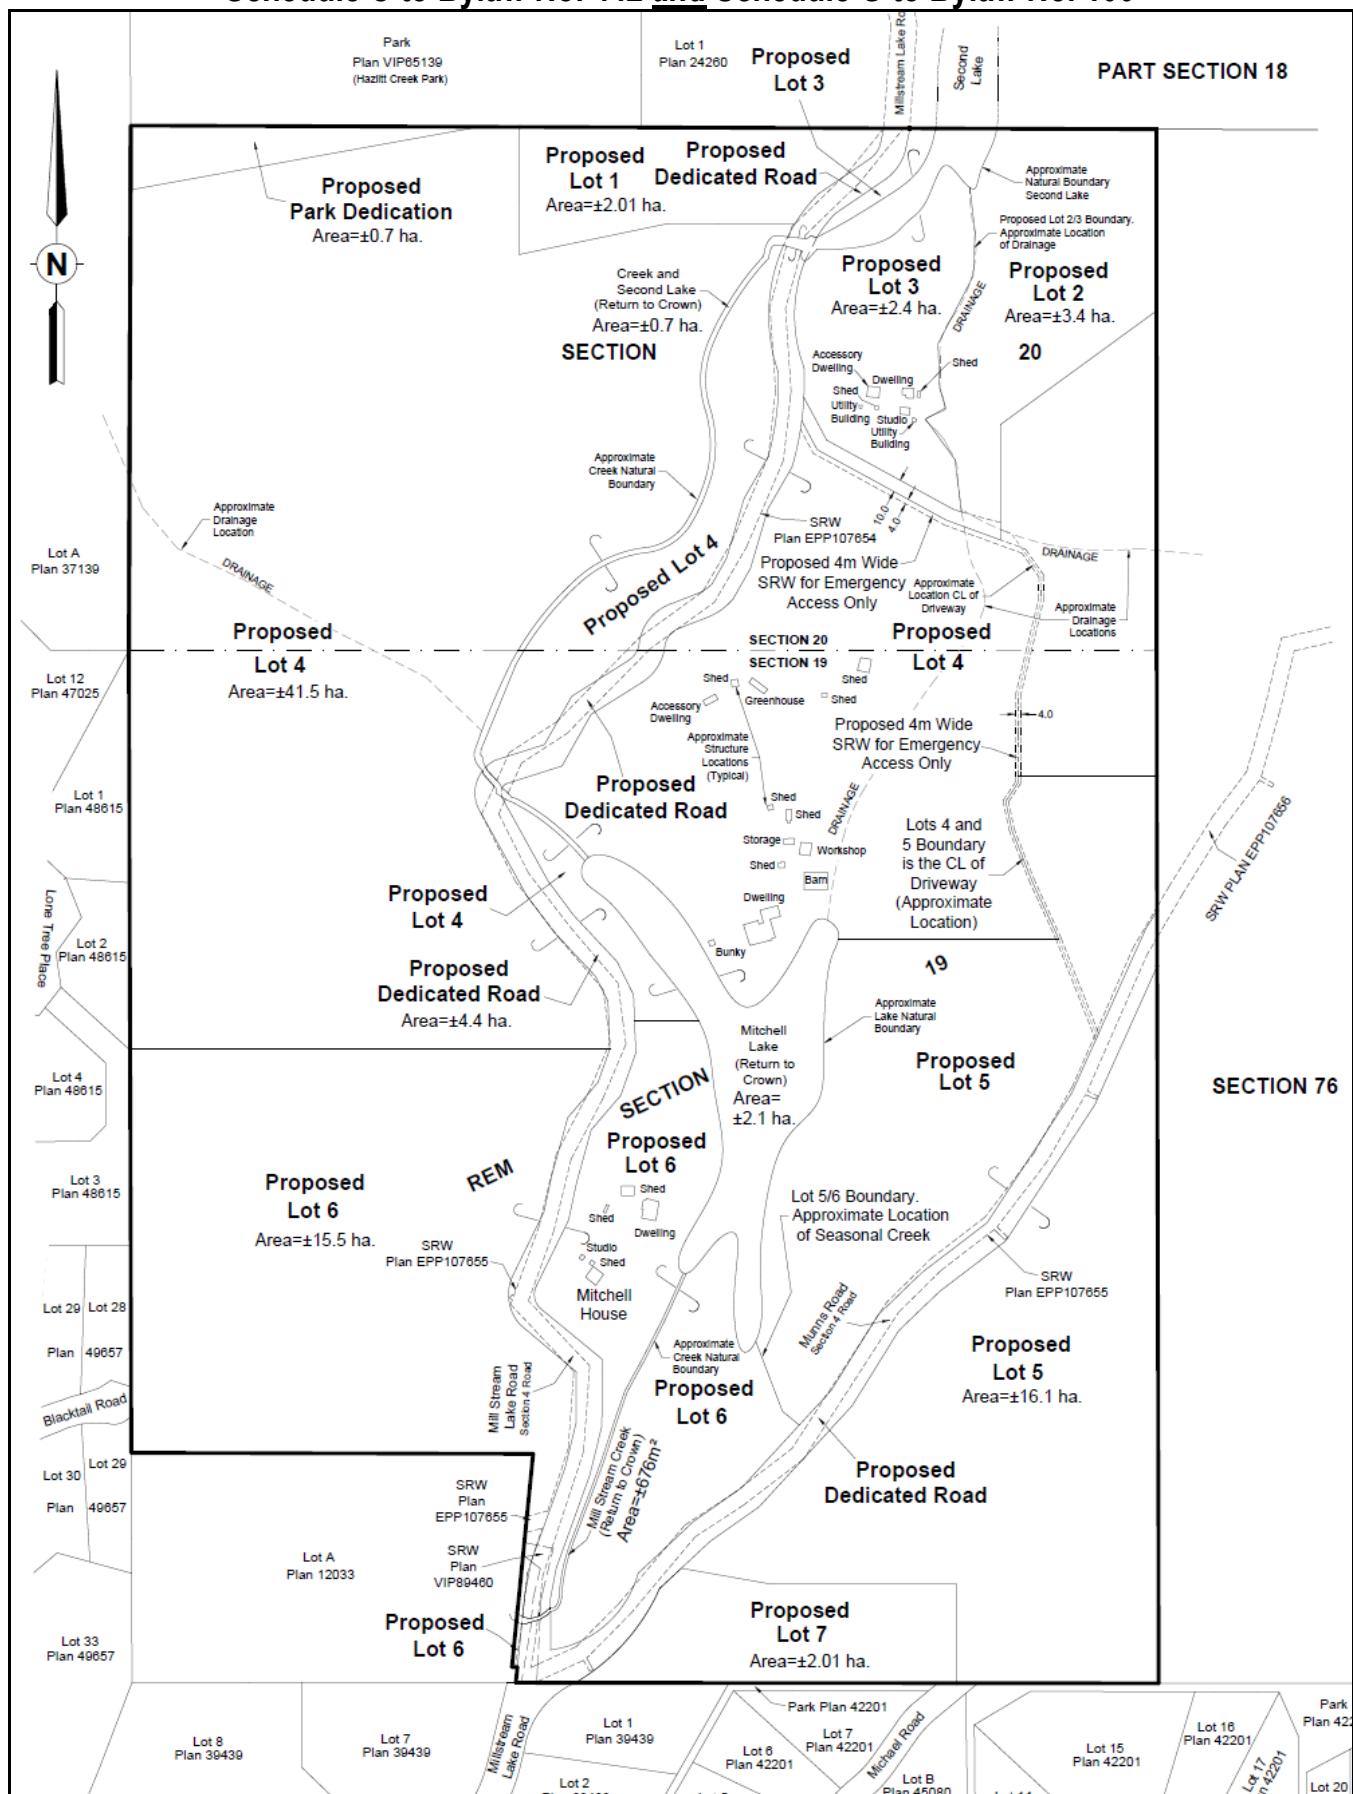 Park
Plan VIP65139
(Hazlitt Creek Park)
Lot 1
Plan 24260
Proposed
Lot 3
Millstream Lake
Second
Lake
PART SECTION 18
N
Proposed
Park Dedication
Area=±0.7 ha.
Proposed
Lot 1
Area=±2.01 ha.
Proposed
Dedicated Road
Approximate
Natural Boundary
Second Lake
Proposed Lot 2/3 Boundary.
Approximate Location
of Drainage
Creek and
Second Lake
(Return to Crown)
Area=±0.7 ha.
Proposed
Lot 3
Area=±2.4 ha.
DRAINAGE
Proposed
Lot 2
Area=±3.4 ha.
SECTION
20
Accessory
Dwelling
Dwelling
Shed
Shed
Utility
Building
Studio
Utility
Building
Approximate
Creek Natural
Boundary
Approximate
Drainage
Location
DRAINAGE
SRW
Plan EPP107654
10.0
4.0
Proposed Lot 4
Proposed 4m Wide
SRW for Emergency
Access Only
DRAINAGE
Approximate
Location CL of
Driveway
Approximate
Drainage
Locations
Lot A
Plan 37139
Proposed
Lot 4
Area=±41.5 ha.
SECTION 20
SECTION 19
Proposed
Lot 4
Lot 12
Plan 47025
Shed
Shed
Greenhouse
Shed
Accessory
Dwelling
4.0
Approximate
Structure
Locations
(Typical)
Proposed 4m Wide
SRW for Emergency
Access Only
Proposed
Dedicated Road
Lot 1
Plan 48615
Shed
Shed
Storage
Workshop
Shed
Barn
DRAINAGE
Lots 4 and
5 Boundary
is the CL of
Driveway
(Approximate
Location)
SRW PLAN EPP107656
Proposed
Lot 4
Dwelling
Bunky
Lone Tree Place
Lot 2
Plan 48615
Proposed
Dedicated Road
Area=±4.4 ha.
19
Approximate
Lake Natural
Boundary
Mitchell
Lake
(Return to
Crown)
Area=
±2.1 ha.
Proposed
Lot 5
SECTION 76
Lot 4
Plan 48615
SECTION
Proposed
Lot 6
REM
Lot 3
Plan 48615
Proposed
Lot 6
Area=±15.5 ha.
Shed
Shed
Dwelling
Lot 5/6 Boundary.
Approximate Location
of Seasonal Creek
SRW
Plan EPP107655
Studio
Shed
Mitchell
House
SRW
Plan EPP107655
Munns Road
Section 4 Road
Lot 29
Lot 28
Plan
49657
Approximate
Creek Natural
Boundary
Proposed
Lot 5
Area=±16.1 ha.
Proposed
Lot 6
Mill Stream
Lake Road
Section 4 Road
Blacktail Road
Mill Stream Creek
(Return to Crown)
Area=±676m²
Proposed
Dedicated Road
Lot 30
Lot 29
Plan
49657
SRW
Plan
EPP107655
SRW
Plan
VIP89460
Lot A
Plan 12033
Proposed
Lot 6
Proposed
Lot 7
Area=±2.01 ha.
Lot 33
Plan 49657
Lot 8
Plan 39439
Lot 7
Plan 39439
Millstream
Lake Road
Lot 1
Plan 39439
Lot 2
Park Plan 42201
Lot 7
Plan 42201
Lot 6
Plan 42201
Michael Road
Lot B
Plan 45080
Lot 15
Plan 42201
Lot 16
Plan 42201
Lot 17
42201
Park
Plan
Lot 20